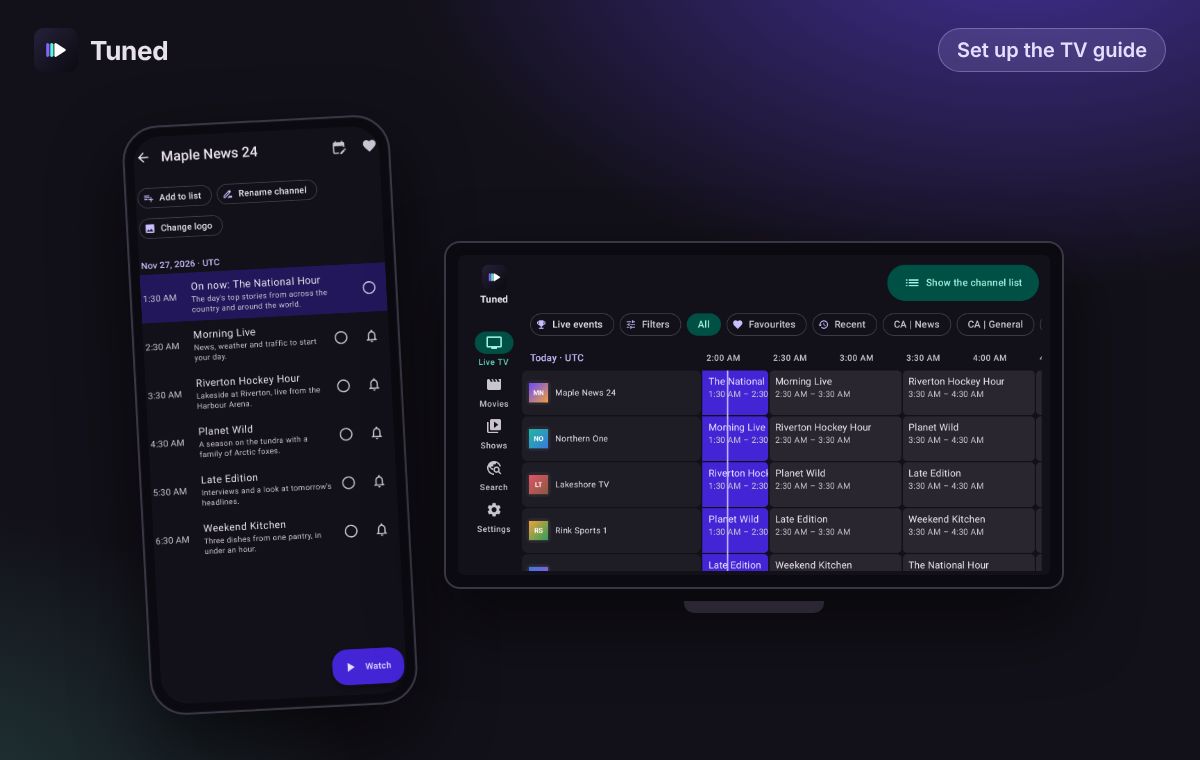 Tuned
Set up the TV guide
Maple News 24
Add to list
Rename channel
Change logo
Nov 27, 2026 · UTC
1:30 AM
On now: The National Hour
The day's top stories from across the
country and around the world.
2:30 AM
Morning Live
News, weather and traffic to start
your day.
3:30 AM
Riverton Hockey Hour
Lakeside at Riverton, live from the
Harbour Arena.
4:30 AM
Planet Wild
A season on the tundra with a
family of Arctic foxes.
5:30 AM
Late Edition
Interviews and a look at tomorrow's
headlines.
6:30 AM
Weekend Kitchen
Three dishes from one pantry, in
under an hour.
Watch
Tuned
Show the channel list
Live events
Filters
All
Favourites
Recent
CA | News
CA | General
Live TV
Movies
Shows
Search
Settings
Today · UTC
2:00 AM
2:30 AM
3:00 AM
3:30 AM
4:00 AM
MN
Maple News 24
The National
1:30 AM – 2:30
Morning Live
2:30 AM – 3:30 AM
Riverton Hockey Hour
3:30 AM – 4:30 AM
NO
Northern One
Morning Live
1:30 AM – 2:30
Riverton Hockey Hour
2:30 AM – 3:30 AM
Planet Wild
3:30 AM – 4:30 AM
LT
Lakeshore TV
Riverton Hock
1:30 AM – 2:30
Planet Wild
2:30 AM – 3:30 AM
Late Edition
3:30 AM – 4:30 AM
RS
Rink Sports 1
Planet Wild
1:30 AM – 2:30
Late Edition
2:30 AM – 3:30 AM
Weekend Kitchen
3:30 AM – 4:30 AM
Late Edition
Weekend Kitchen
The National Hour